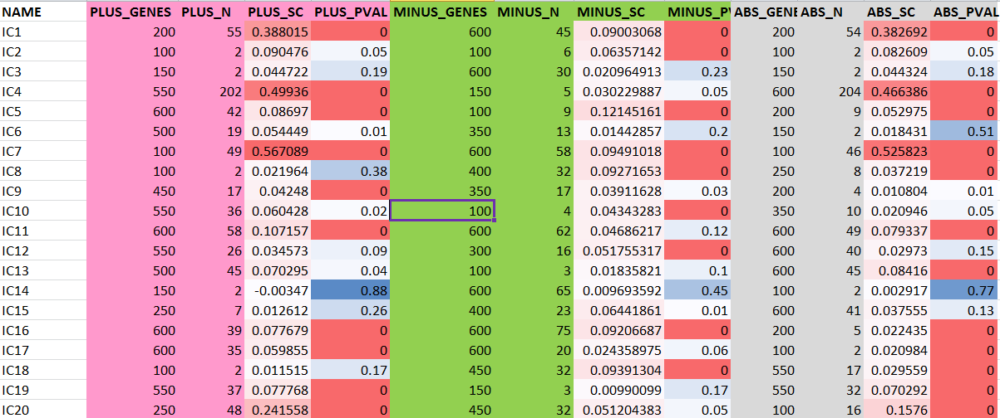 NAME PLUS_GENES PLUS_N PLUS_SC PLUS_PVAL MINUS_GENES MINUS_N MINUS_SC MINUS_PV ABS_GENE ABS_N ABS_SC ABS_PVAL
IC1 200 55 0.388015 0 600 45 0.09003068 0 200 54 0.382692 0
IC2 100 2 0.090476 0.05 100 6 0.06357142 0 100 2 0.082609 0.05
IC3 150 2 0.044722 0.19 600 30 0.020964913 0.23 150 2 0.044324 0.18
IC4 550 202 0.49936 0 150 5 0.030229887 0.05 600 204 0.466386 0
IC5 600 42 0.08697 0 100 9 0.12145161 0 200 9 0.052975 0
IC6 500 19 0.054449 0.01 350 13 0.01442857 0.2 150 2 0.018431 0.51
IC7 100 49 0.567089 0 600 58 0.09491018 0 100 46 0.525823 0
IC8 100 2 0.021964 0.38 400 32 0.09271653 0 250 8 0.037219 0
IC9 450 17 0.04248 0 350 17 0.03911628 0.03 200 4 0.010804 0.01
IC10 550 36 0.060428 0.02 100 4 0.04343283 0 350 10 0.020946 0.05
IC11 600 58 0.107157 0 600 62 0.04686217 0.12 600 49 0.079337 0
IC12 550 26 0.034573 0.09 300 16 0.051755317 0 600 40 0.02973 0.15
IC13 500 45 0.070295 0.04 100 3 0.01835821 0.1 600 45 0.08416 0
IC14 150 2 -0.00347 0.88 600 65 0.009693592 0.45 100 2 0.002917 0.77
IC15 250 7 0.012612 0.26 400 23 0.06441861 0.01 600 41 0.037555 0.13
IC16 600 39 0.077679 0 600 75 0.09206687 0 200 5 0.022435 0
IC17 600 35 0.059855 0 600 20 0.024358975 0.06 100 2 0.020984 0
IC18 100 2 0.011515 0.17 450 32 0.09391304 0 550 17 0.029559 0
IC19 550 37 0.077768 0 150 3 0.00990099 0.17 550 32 0.070292 0
IC20 250 48 0.241558 0 450 32 0.051204383 0.05 100 16 0.1576 0